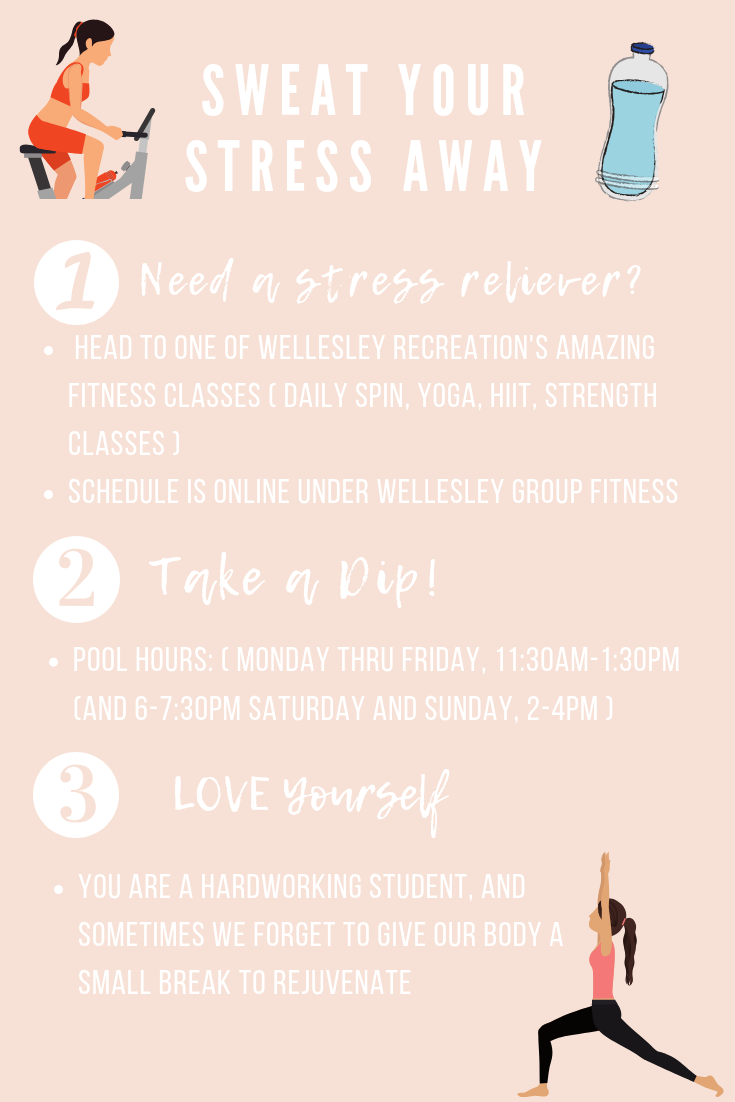 SWEAT YOUR
STRESS AWAY
1 Need a stress reliever?
• HEAD TO ONE OF WELLESLEY RECREATION'S AMAZING
FITNESS CLASSES ( DAILY SPIN, YOGA, HIIT, STRENGTH
CLASSES )
• SCHEDULE IS ONLINE UNDER WELLESLEY GROUP FITNESS
2 Take a Dip!
• POOL HOURS: ( MONDAY THRU FRIDAY, 11:30AM-1:30PM
(AND 6-7:30PM SATURDAY AND SUNDAY, 2-4PM )
3 LOVE Yourself
• YOU ARE A HARDWORKING STUDENT, AND
SOMETIMES WE FORGET TO GIVE OUR BODY A
SMALL BREAK TO REJUVENATE